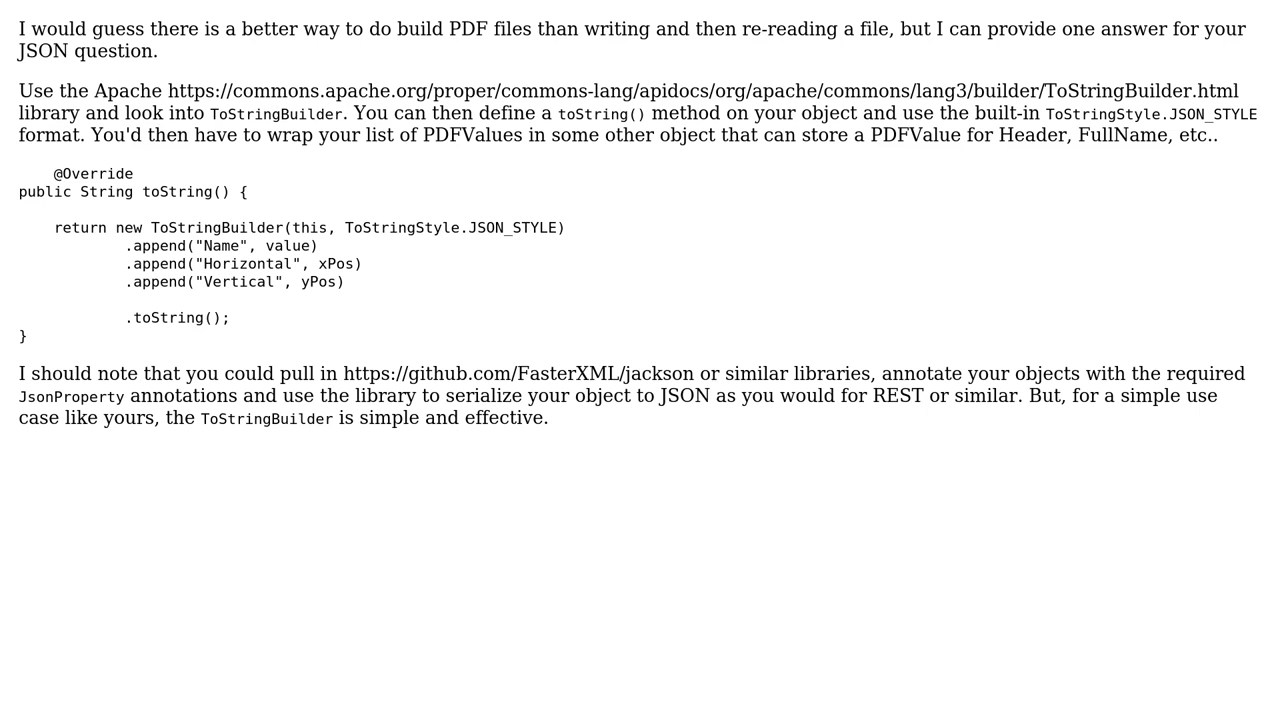 I would guess there is a better way to do build PDF files than writing and then re-reading a file, but I can provide one answer for your
JSON question.
Use the Apache https://commons.apache.org/proper/commons-lang/apidocs/org/apache/commons/lang3/builder/ToStringBuilder.html
library and look into ToStringBuilder. You can then define a toString() method on your object and use the built-in ToStringStyle.JSON_STYLE
format. You'd then have to wrap your list of PDFValues in some other object that can store a PDFValue for Header, FullName, etc..
    @Override
public String toString() {
    return new ToStringBuilder(this, ToStringStyle.JSON_STYLE)
            .append("Name", value)
            .append("Horizontal", xPos)
            .append("Vertical", yPos)
            .toString();
}
I should note that you could pull in https://github.com/FasterXML/jackson or similar libraries, annotate your objects with the required
JsonProperty annotations and use the library to serialize your object to JSON as you would for REST or similar. But, for a simple use
case like yours, the ToStringBuilder is simple and effective.